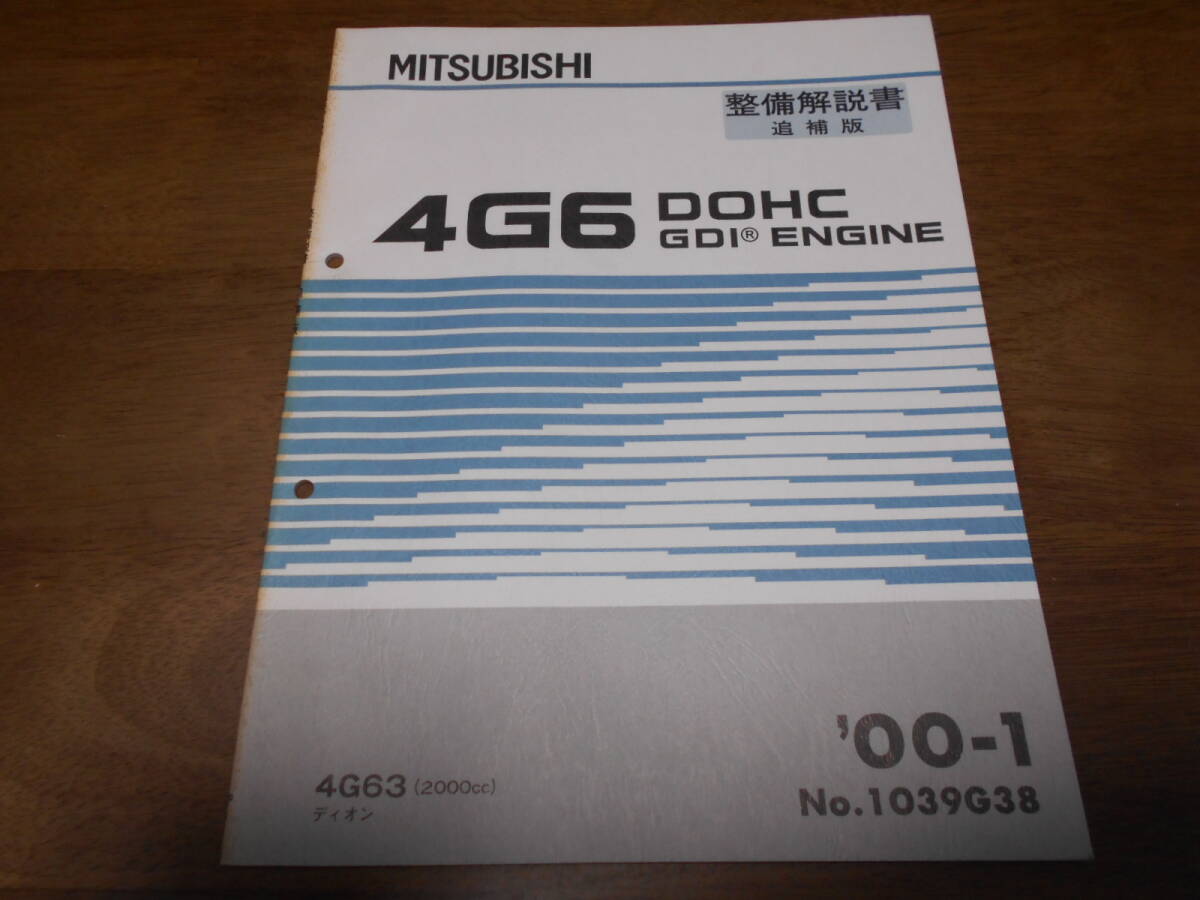 MITSUBISHI
整備解説書
追補版
4G6 DOHC
GDI® ENGINE
'00-1
4G63 (2000cc)
No.1039G38
ディオン